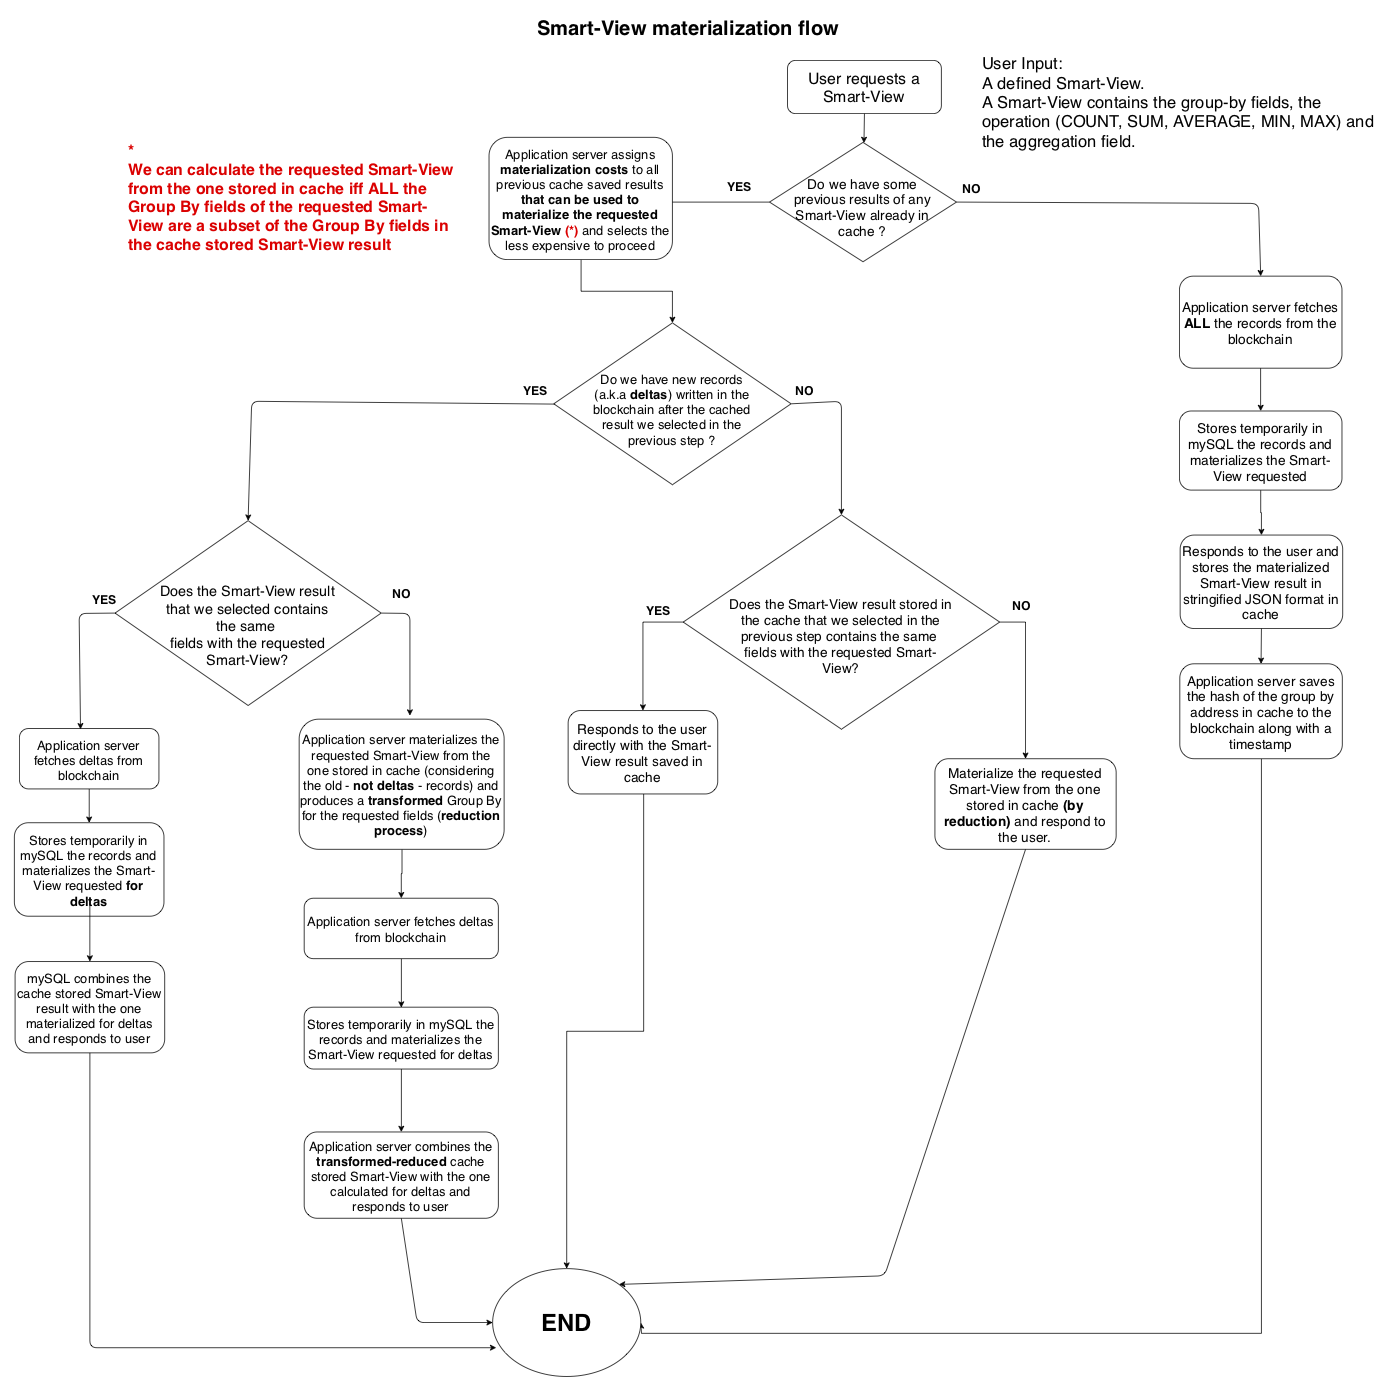 Smart-View materialization flow
User requests a
Smart-View
User Input:
A defined Smart-View.
A Smart-View contains the group-by fields, the
operation (COUNT, SUM, AVERAGE, MIN, MAX) and
the aggregation field.
*
We can calculate the requested Smart-View
from the one stored in cache iff ALL the
Group By fields of the requested Smart-
View are a subset of the Group By fields in
the cache stored Smart-View result
Application server assigns
materialization costs to all
previous cache saved results
that can be used to
materialize the requested
Smart-View (*) and selects the
less expensive to proceed
YES
Do we have some
previous results of any
Smart-View already in
cache ?
NO
Application server fetches
ALL the records from the
blockchain
Stores temporarily in
mySQL the records and
materializes the Smart-
View requested
Responds to the user and
stores the materialized
Smart-View result in
stringified JSON format in
cache
Application server saves
the hash of the group by
address in cache to the
blockchain along with a
timestamp
YES
Do we have new records
(a.k.a deltas) written in the
blockchain after the cached
result we selected in the
previous step ?
NO
YES
Does the Smart-View result
that we selected contains
the same
fields with the requested
Smart-View?
NO
YES
Does the Smart-View result stored in
the cache that we selected in the
previous step contains the same
fields with the requested Smart-
View?
NO
Application server
fetches deltas from
blockchain
Stores temporarily in
mySQL the records and
materializes the Smart-
View requested for
deltas
mySQL combines the
cache stored Smart-View
result with the one
materialized for deltas
and responds to user
Application server materializes the
requested Smart-View from the
one stored in cache (considering
the old - not deltas - records) and
produces a transformed Group By
for the requested fields (reduction
process)
Application server fetches deltas
from blockchain
Stores temporarily in mySQL the
records and materializes the
Smart-View requested for deltas
Application server combines the
transformed-reduced cache
stored Smart-View with the one
calculated for deltas and
responds to user
Responds to the user
directly with the Smart-
View result saved in
cache
Materialize the requested
Smart-View from the one
stored in cache (by
reduction) and respond to
the user.
END